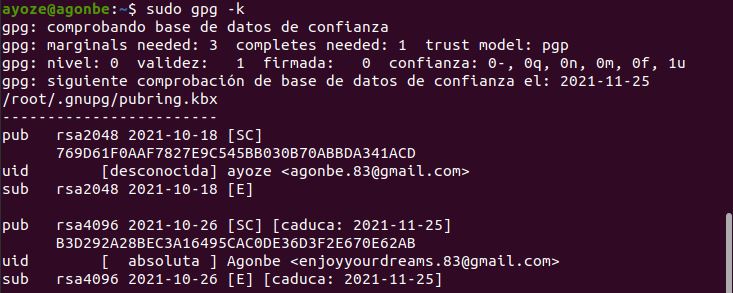 ayoze@agonbe:~$ sudo gpg -k
gpg: comprobando base de datos de confianza
gpg: marginals needed: 3  completes needed: 1  trust model: pgp
gpg: nivel: 0  validez:   1  firmada:   0  confianza: 0-, 0q, 0n, 0m, 0f, 1u
gpg: siguiente comprobación de base de datos de confianza el: 2021-11-25
/root/.gnupg/pubring.kbx
------------------------
pub   rsa2048 2021-10-18 [SC]
      769D61F0AAF7827E9C545BB030B70ABBDA341ACD
uid        [desconocida] ayoze <agonbe.83@gmail.com>
sub   rsa2048 2021-10-18 [E]
pub   rsa4096 2021-10-26 [SC] [caduca: 2021-11-25]
      B3D292A28BEC3A16495CAC0DE36D3F2E670E62AB
uid        [  absoluta ] Agonbe <enjoyyourdreams.83@gmail.com>
sub   rsa4096 2021-10-26 [E] [caduca: 2021-11-25]